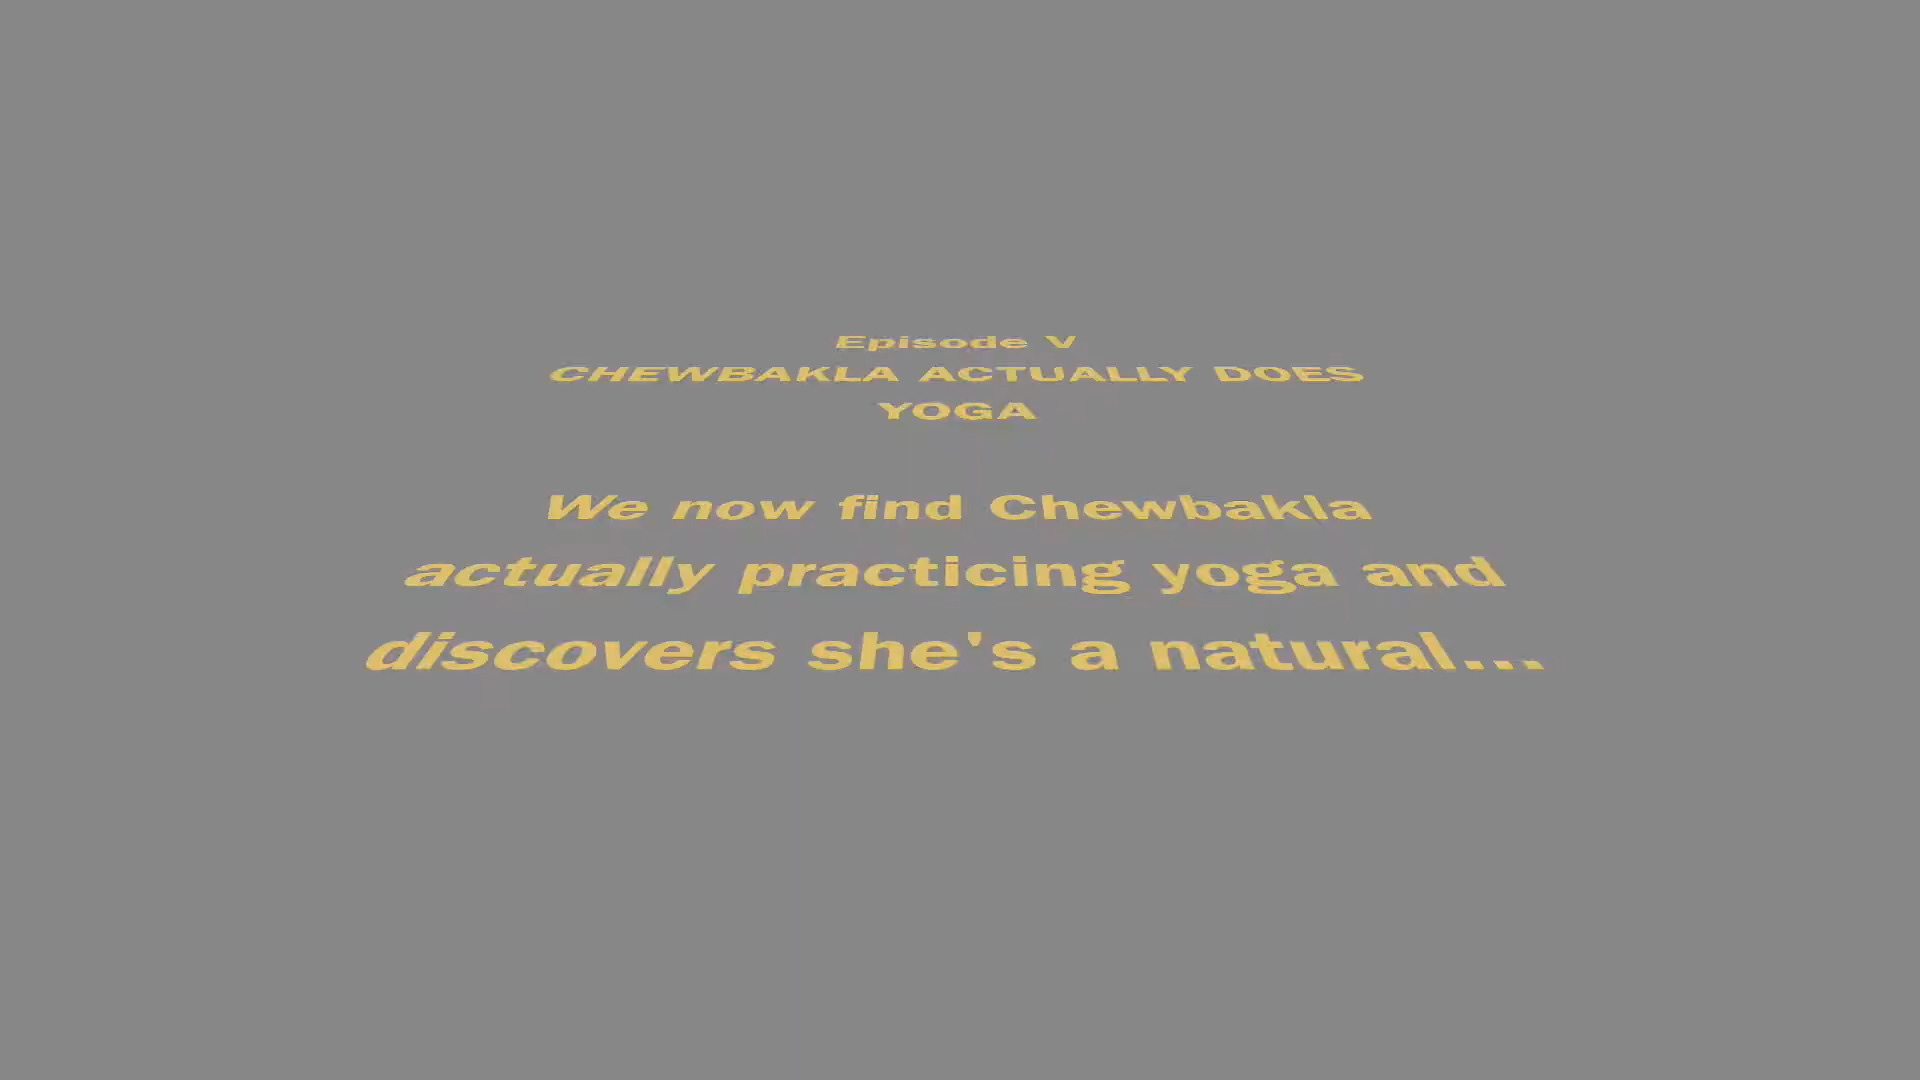 Episode V
CHEWBAKLA ACTUALLY DOES
YOGA
We now find Chewbakla
actually practicing yoga and
discovers she's a natural...